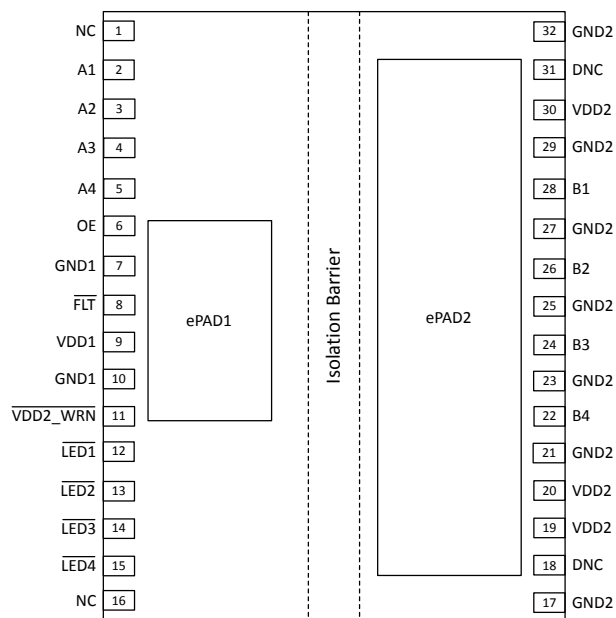 NC 1 32 GND2
A1 2 31 DNC
A2 3 30 VDD2
A3 4 29 GND2
A4 5 28 B1
OE 6 27 GND2
GND1 7 26 B2
FLT 8 25 GND2
VDD1 9 24 B3
GND1 10 23 GND2
VDD2_WRN 11 22 B4
LED1 12 21 GND2
LED2 13 20 VDD2
LED3 14 19 VDD2
LED4 15 18 DNC
NC 16 17 GND2
ePAD1
Isolation Barrier
ePAD2